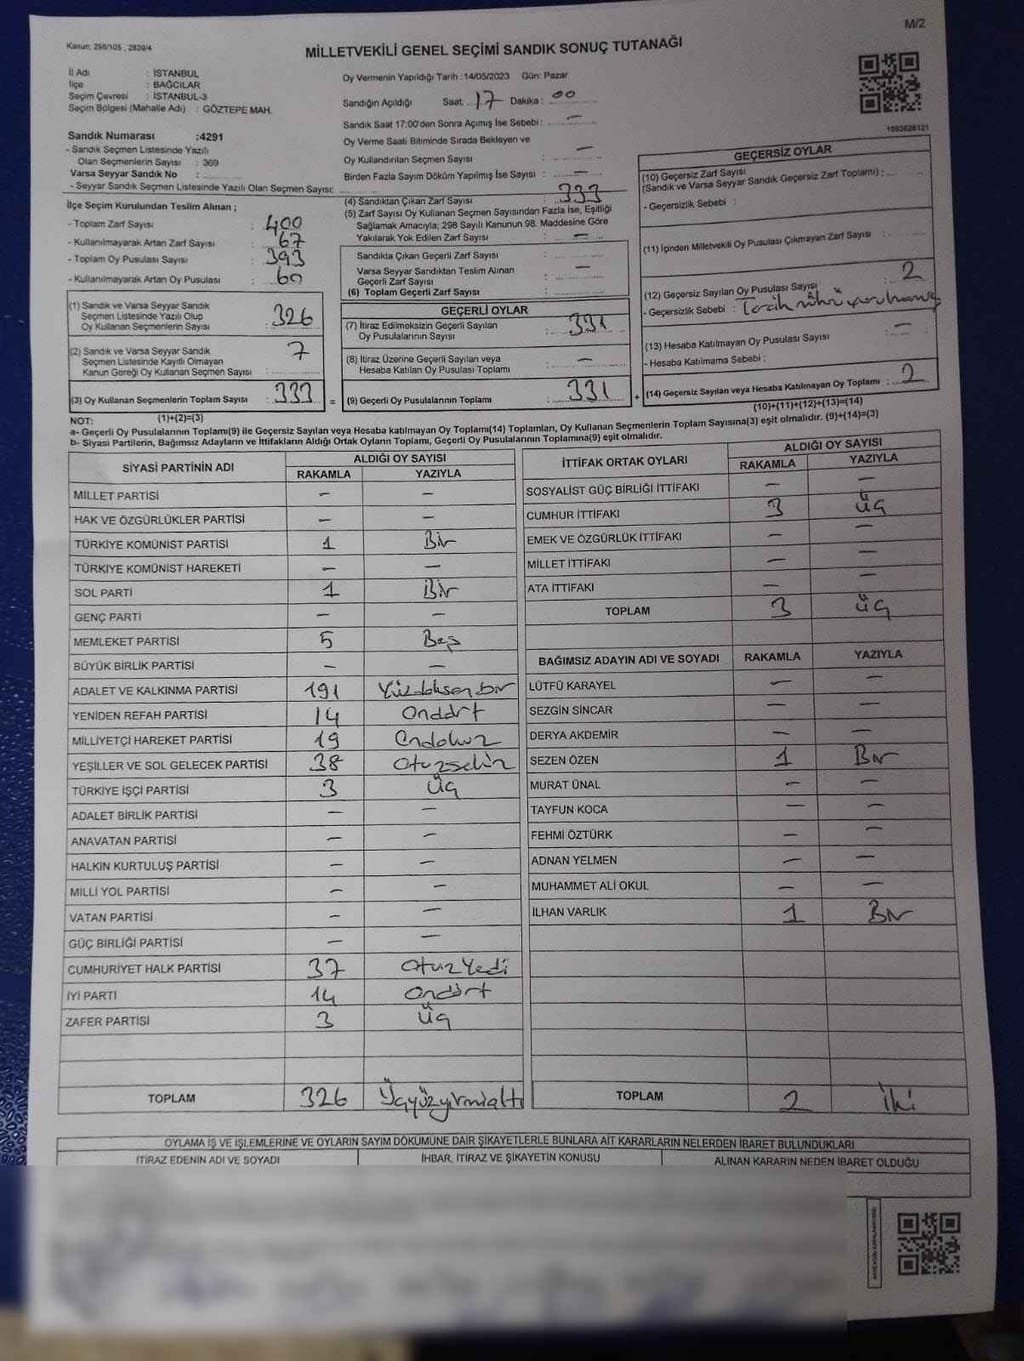 M/2
Kanun: 298/105 , 2839/4
MİLLETVEKİLİ GENEL SEÇİMİ SANDIK SONUÇ TUTANAĞI
İl Adı : İSTANBUL
İlçe : BAĞCILAR
Seçim Çevresi : İSTANBUL-3
Seçim Bölgesi (Mahalle Adı) : GÖZTEPE MAH.
Sandık Numarası :4291
- Sandık Seçmen Listesinde Yazılı
Olan Seçmenlerin Sayısı : 369
Varsa Seyyar Sandık No
- Seyyar Sandık Seçmen Listesinde Yazılı Olan Seçmen Sayısı:
Oy Vermenin Yapıldığı Tarih :14/05/2023 Gün: Pazar
Sandığın Açıldığı Saat: 17 Dakika : 00
Sandık Saat 17:00'den Sonra Açımış İse Sebebi : —
Oy Verme Saati Bitiminde Sırada Bekleyen ve
Oy Kullandırılan Seçmen Sayısı : —
Birden Fazla Sayım Döküm Yapılmış İse Sayısı : —
İlçe Seçim Kurulundan Teslim Alınan ;
- Toplam Zarf Sayısı : 400
- Kullanılmayarak Artan Zarf Sayısı : 67
- Toplam Oy Pusulası Sayısı : 393
- Kullanılmayarak Artan Oy Pusulası : 60
(1) Sandık ve Varsa Seyyar Sandık
Seçmen Listesinde Yazılı Olup
Oy Kullanan Seçmenlerin Sayısı : 326
(2) Sandık ve Varsa Seyyar Sandık
Seçmen Listesinde Kayıtlı Olmayan
Kanun Gereği Oy Kullanan Seçmen Sayısı : 7
(3) Oy Kullanan Seçmenlerin Toplam Sayısı : 333 =
(4) Sandıktan Çıkan Zarf Sayısı : 333
(5) Zarf Sayısı Oy Kullanan Seçmen Sayısından Fazla İse, Eşitliği
Sağlamak Amacıyla; 298 Sayılı Kanunun 98. Maddesine Göre
Yakılarak Yok Edilen Zarf Sayısı : —
Sandıkta Çıkan Geçerli Zarf Sayısı :
Varsa Seyyar Sandıktan Teslim Alınan
Geçerli Zarf Sayısı : —
(6) Toplam Geçerli Zarf Sayısı :
GEÇERLİ OYLAR
(7) İtiraz Edilmeksizin Geçerli Sayılan
Oy Pusulalarının Sayısı : 331
(8) İtiraz Üzerine Geçerli Sayılan veya
Hesaba Katılan Oy Pusulası Toplamı : —
(9) Geçerli Oy Pusulalarının Toplamı : 331 +
1093626121
GEÇERSİZ OYLAR
(10) Geçersiz Zarf Sayısı
(Sandık ve Varsa Seyyar Sandık Geçersiz Zarf Toplamı) :
- Geçersizlik Sebebi :
(11) İçinden Milletvekili Oy Pusulası Çıkmayan Zarf Sayısı :
(12) Geçersiz Sayılan Oy Pusulası Sayısı : 2
- Geçersizlik Sebebi : Tercih mührü
(13) Hesaba Katılmayan Oy Pusulası Sayısı : —
- Hesaba Katılmama Sebebi :
(14) Geçersiz Sayılan veya Hesaba Katılmayan Oy Toplamı : 2
NOT: (1)+(2)=(3)
(10)+(11)+(12)+(13)=(14)
a- Geçerli Oy Pusulalarının Toplamı(9) ile Geçersiz Sayılan veya Hesaba katılmayan Oy Toplamı(14) Toplamları, Oy Kullanan Seçmenlerin Toplam Sayısına(3) eşit olmalıdır. (9)+(14)=(3)
b- Siyasi Partilerin, Bağımsız Adayların ve İttifakların Aldığı Ortak Oyların Toplamı, Geçerli Oy Pusulalarının Toplamına(9) eşit olmalıdır.
SİYASİ PARTİNİN ADI ALDIĞI OY SAYISI
RAKAMLA YAZIYLA
MİLLET PARTİSİ — —
HAK VE ÖZGÜRLÜKLER PARTİSİ — —
TÜRKİYE KOMÜNİST PARTİSİ 1 Bir
TÜRKİYE KOMÜNİST HAREKETİ — —
SOL PARTİ 1 Bir
GENÇ PARTİ — —
MEMLEKET PARTİSİ 5 Beş
BÜYÜK BİRLİK PARTİSİ — —
ADALET VE KALKINMA PARTİSİ 191 Yüzdoksanbir
YENİDEN REFAH PARTİSİ 14 Ondört
MİLLİYETÇİ HAREKET PARTİSİ 19 Ondokuz
YEŞİLLER VE SOL GELECEK PARTİSİ 38 Otuzsekiz
TÜRKİYE İŞÇİ PARTİSİ 3 Üç
ADALET BİRLİK PARTİSİ — —
ANAVATAN PARTİSİ — —
HALKIN KURTULUŞ PARTİSİ — —
MİLLİ YOL PARTİSİ — —
VATAN PARTİSİ — —
GÜÇ BİRLİĞİ PARTİSİ — —
CUMHURİYET HALK PARTİSİ 37 OtuzYedi
İYİ PARTİ 14 Ondört
ZAFER PARTİSİ 3 Üç
TOPLAM 326 Üçyüzyirmialtı
İTTİFAK ORTAK OYLARI ALDIĞI OY SAYISI
RAKAMLA YAZIYLA
SOSYALİST GÜÇ BİRLİĞİ İTTİFAKI — —
CUMHUR İTTİFAKI 3 Üç
EMEK VE ÖZGÜRLÜK İTTİFAKI — —
MİLLET İTTİFAKI — —
ATA İTTİFAKI — —
TOPLAM 3 Üç
BAĞIMSIZ ADAYIN ADI VE SOYADI RAKAMLA YAZIYLA
LÜTFÜ KARAYEL — —
SEZGİN SİNCAR — —
DERYA AKDEMİR — —
SEZEN ÖZEN 1 Bir
MURAT ÜNAL — —
TAYFUN KOCA — —
FEHMİ ÖZTÜRK — —
ADNAN YELMEN — —
MUHAMMET ALİ OKUL — —
İLHAN VARLIK 1 Bir
TOPLAM 2 İki
OYLAMA İŞ VE İŞLEMLERİNE VE OYLARIN SAYIM DÖKÜMÜNE DAİR ŞİKAYETLERLE BUNLARA AİT KARARLARIN NELERDEN İBARET BULUNDUKLARI
İTİRAZ EDENİN ADI VE SOYADI İHBAR, İTİRAZ VE ŞİKAYETİN KONUSU ALINAN KARARIN NEDEN İBARET OLDUĞU